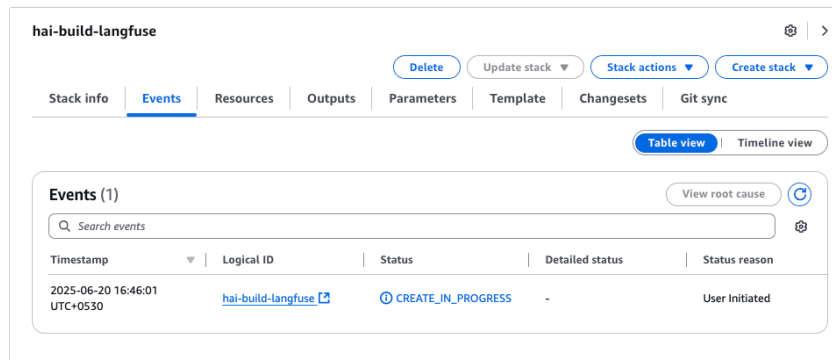 hai-build-langfuse
Delete Update stack Stack actions Create stack
Stack info Events Resources Outputs Parameters Template Changesets Git sync
Table view Timeline view
Events (1) View root cause
Search events
Timestamp Logical ID Status Detailed status Status reason
2025-06-20 16:46:01
UTC+0530
hai-build-langfuse CREATE_IN_PROGRESS - User Initiated